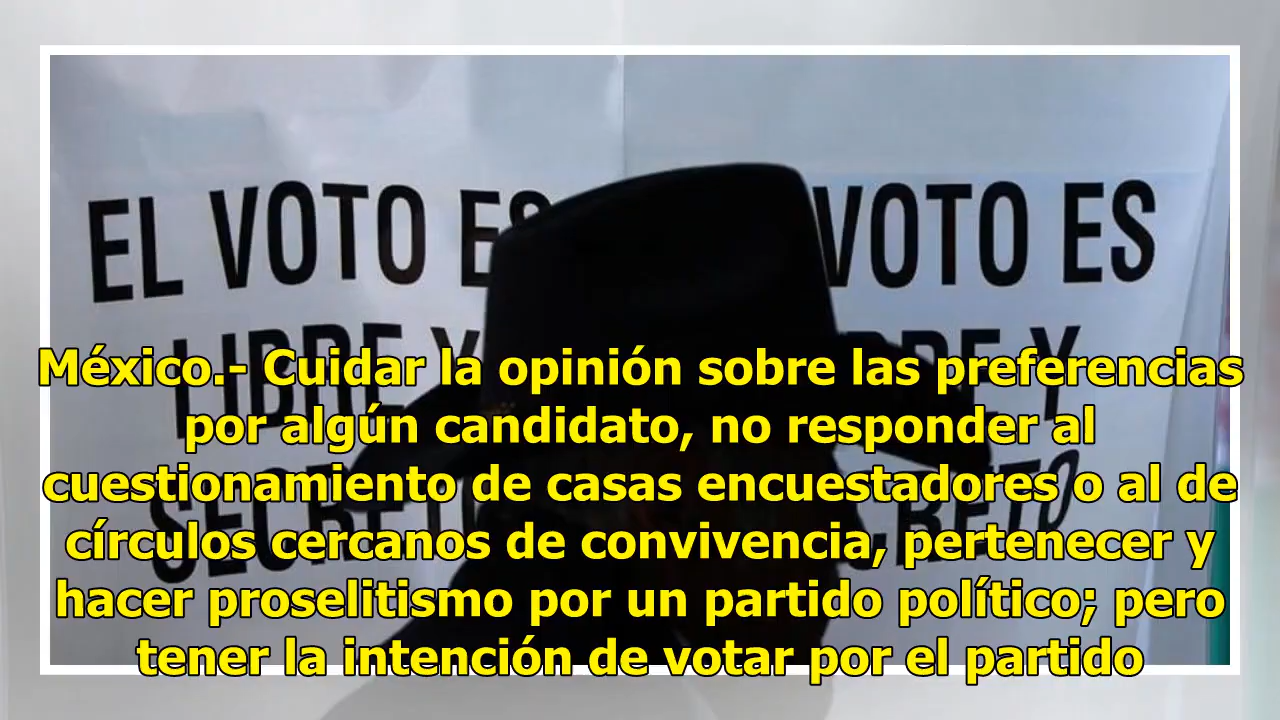 EL VOTO ES VOTO ES
LIBRE Y Y
México.- Cuidar la opinión sobre las preferencias
por algún candidato, no responder al
cuestionamiento de casas encuestadores o al de
círculos cercanos de convivencia, pertenecer y
hacer proselitismo por un partido político; pero
tener la intención de votar por el partido